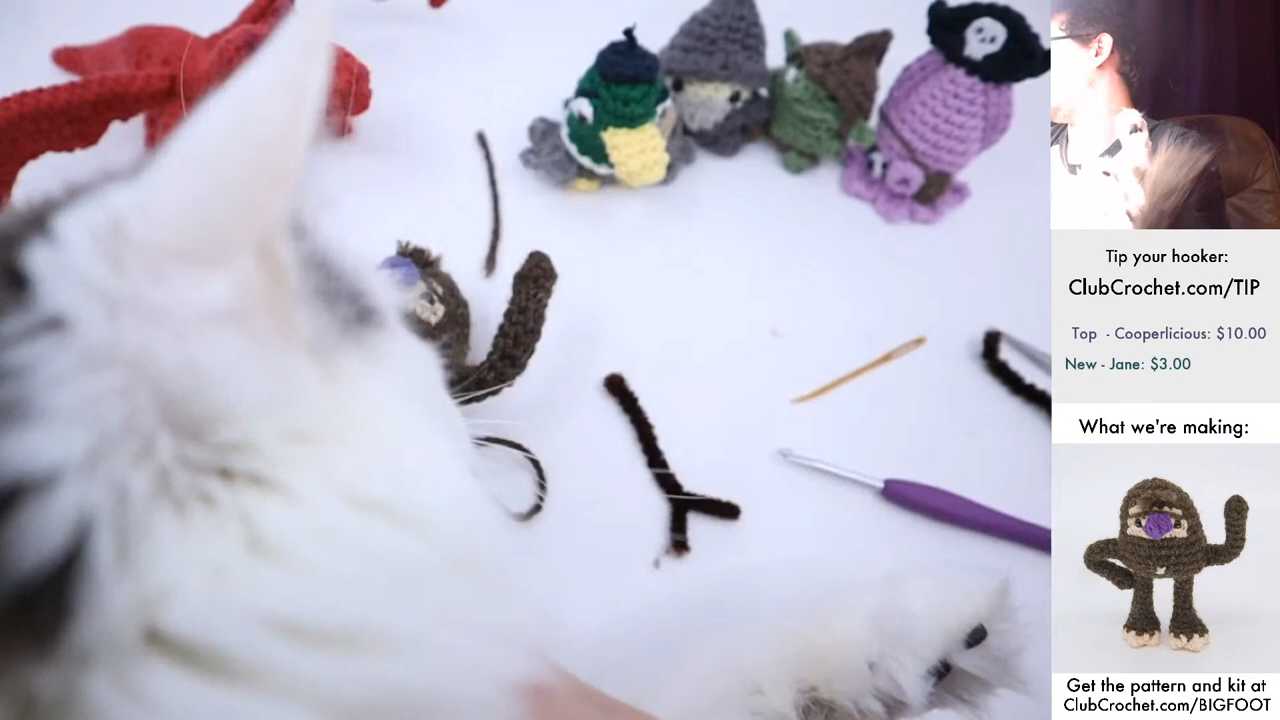 Tip your hooker:
ClubCrochet.com/TIP
Top - Cooperlicious: $10.00
New - Jane: $3.00
What we're making:
Get the pattern and kit at
ClubCrochet.com/BIGFOOT